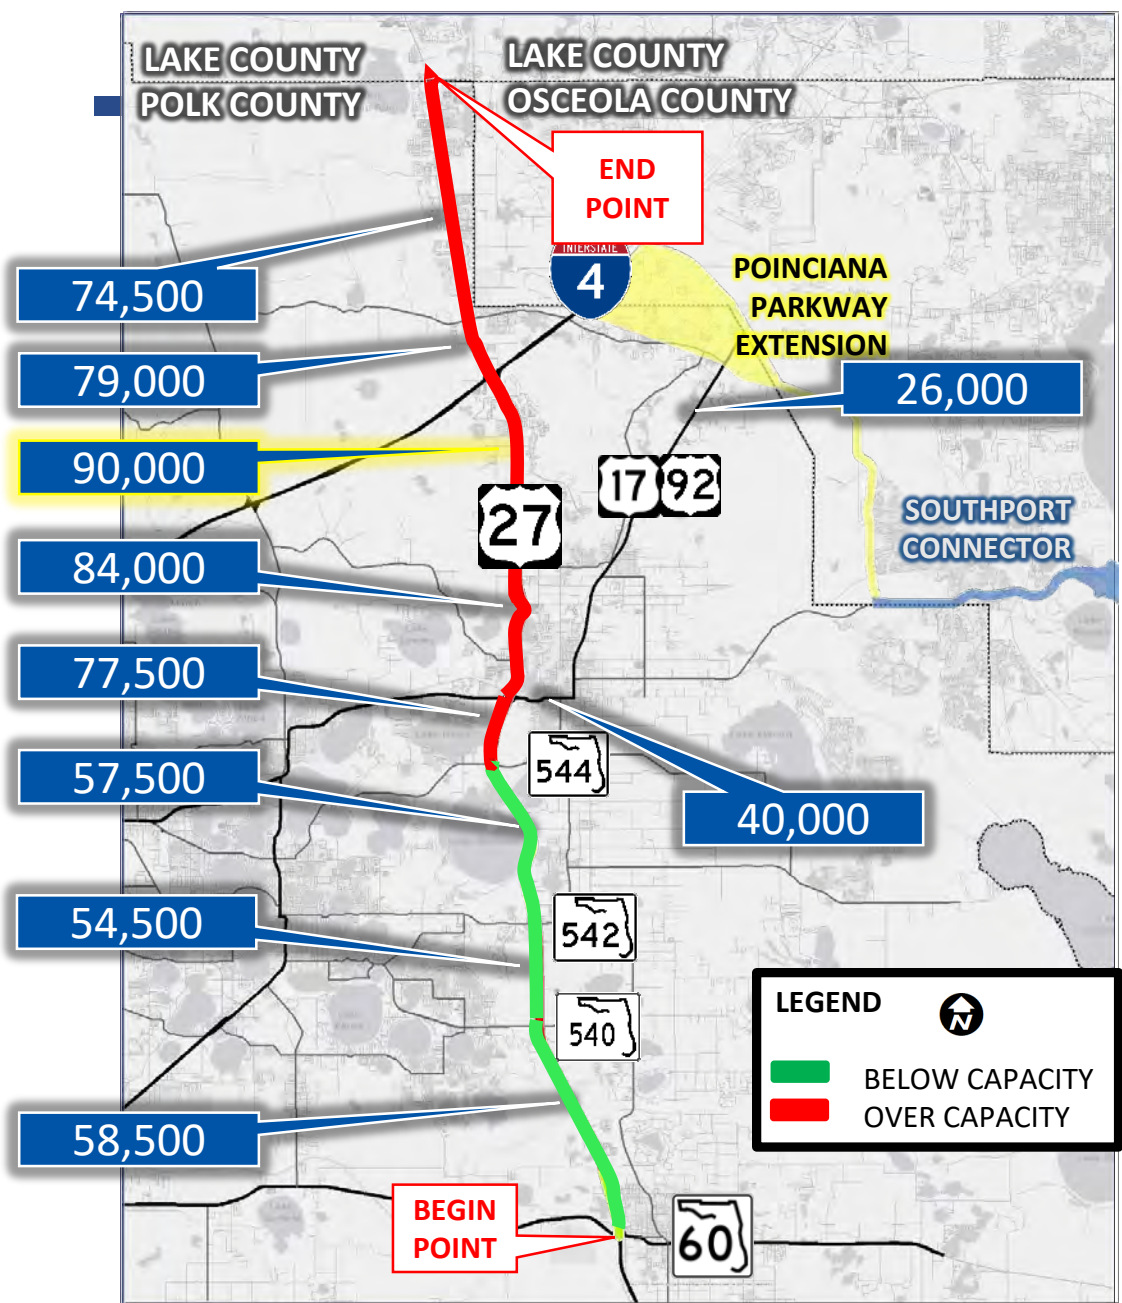 LAKE COUNTY
POLK COUNTY
LAKE COUNTY
OSCEOLA COUNTY
END
POINT
INTERSTATE
4
POINCIANA
PARKWAY
EXTENSION
74,500
79,000
26,000
90,000
17 92
27
SOUTHPORT
CONNECTOR
84,000
77,500
544
57,500
40,000
54,500
542
540
LEGEND
N
BELOW CAPACITY
OVER CAPACITY
58,500
BEGIN
POINT
60